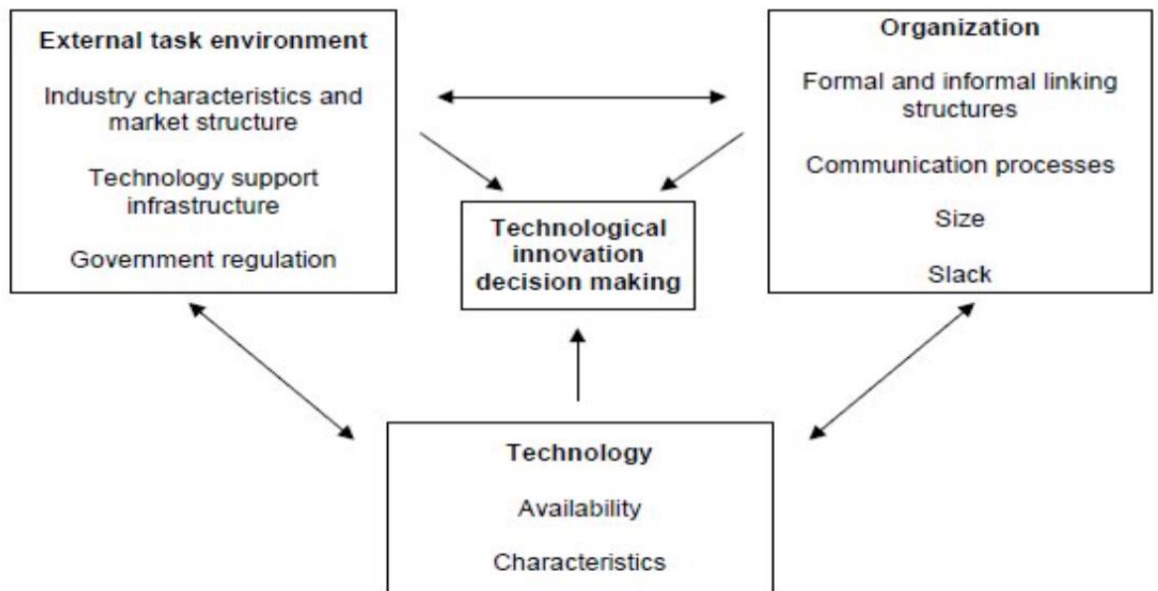 External task environment
Industry characteristics and
market structure
Technology support
infrastructure
Government regulation
Organization
Formal and informal linking
structures
Communication processes
Size
Slack
Technological
innovation
decision making
Technology
Availability
Characteristics